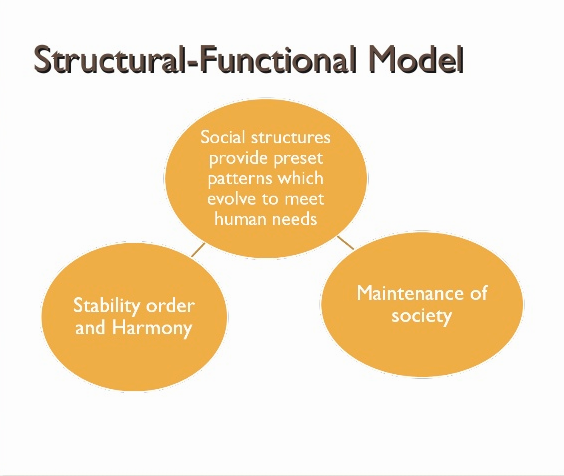 Structural-Functional Model
Social structures
provide preset
patterns which
evolve to meet
human needs
Stability order
and Harmony
Maintenance of
society